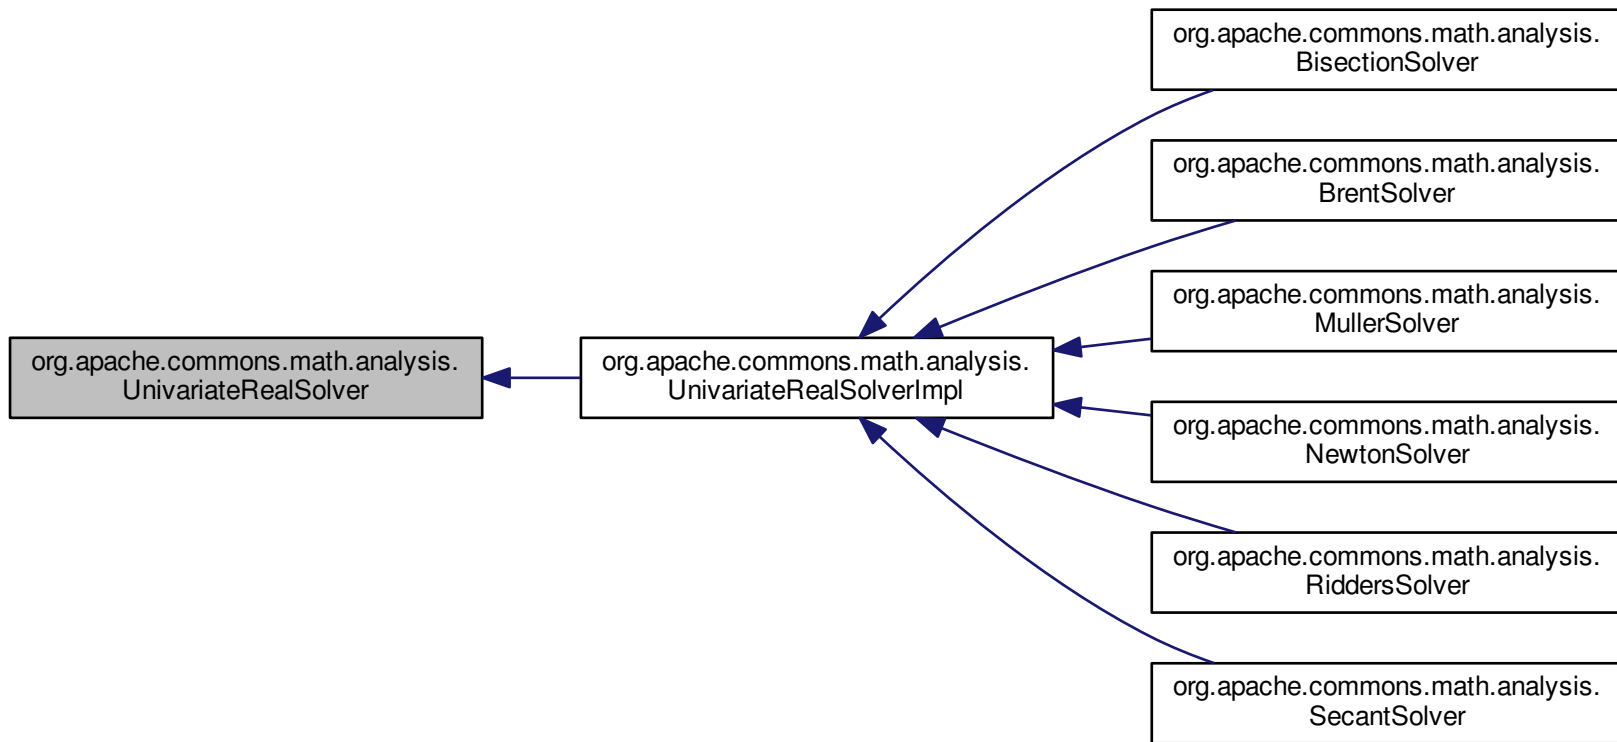 org.apache.commons.math.analysis.
UnivariateRealSolver
org.apache.commons.math.analysis.
UnivariateRealSolverImpl
org.apache.commons.math.analysis.
BisectionSolver
org.apache.commons.math.analysis.
BrentSolver
org.apache.commons.math.analysis.
MullerSolver
org.apache.commons.math.analysis.
NewtonSolver
org.apache.commons.math.analysis.
RiddersSolver
org.apache.commons.math.analysis.
SecantSolver